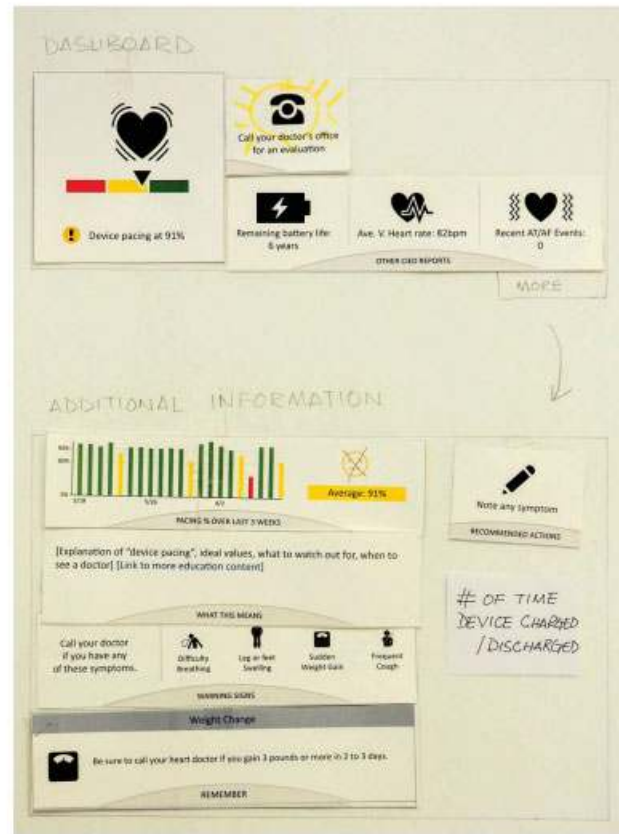 DASHBOARD
Call your doctor's office
for an evaluation
Device pacing at 91%
Remaining battery life:
6 years
Ave. V. Heart rate: 82bpm
Recent AT/AF Events:
0
OTHER CIED REPORTS
MORE
ADDITIONAL INFORMATION
Average: 91%
PACING % OVER LAST 3 WEEKS
Note any symptom
RECOMMENDED ACTIONS
[Explanation of "device pacing", ideal values, what to watch out for, when to
see a doctor] [Link to more education content]
WHAT THIS MEANS
# OF TIME
DEVICE CHARGED
/DISCHARGED
Call your doctor
if you have any
of these symptoms.
Difficulty
Breathing
Leg or feet
Swelling
Sudden
Weight Gain
Frequent
Cough
WARNING SIGNS
Weight Change
Be sure to call your heart doctor if you gain 3 pounds or more in 2 to 3 days.
REMEMBER